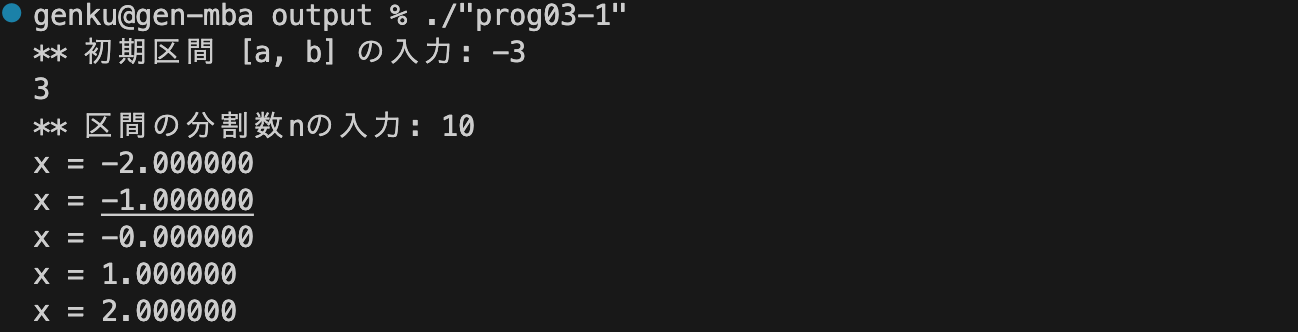 genku@gen-mba output % ./"prog03-1"
** 初期区間 [a, b] の入力: -3
3
** 区間の分割数nの入力: 10
x = -2.000000
x = -1.000000
x = -0.000000
x = 1.000000
x = 2.000000